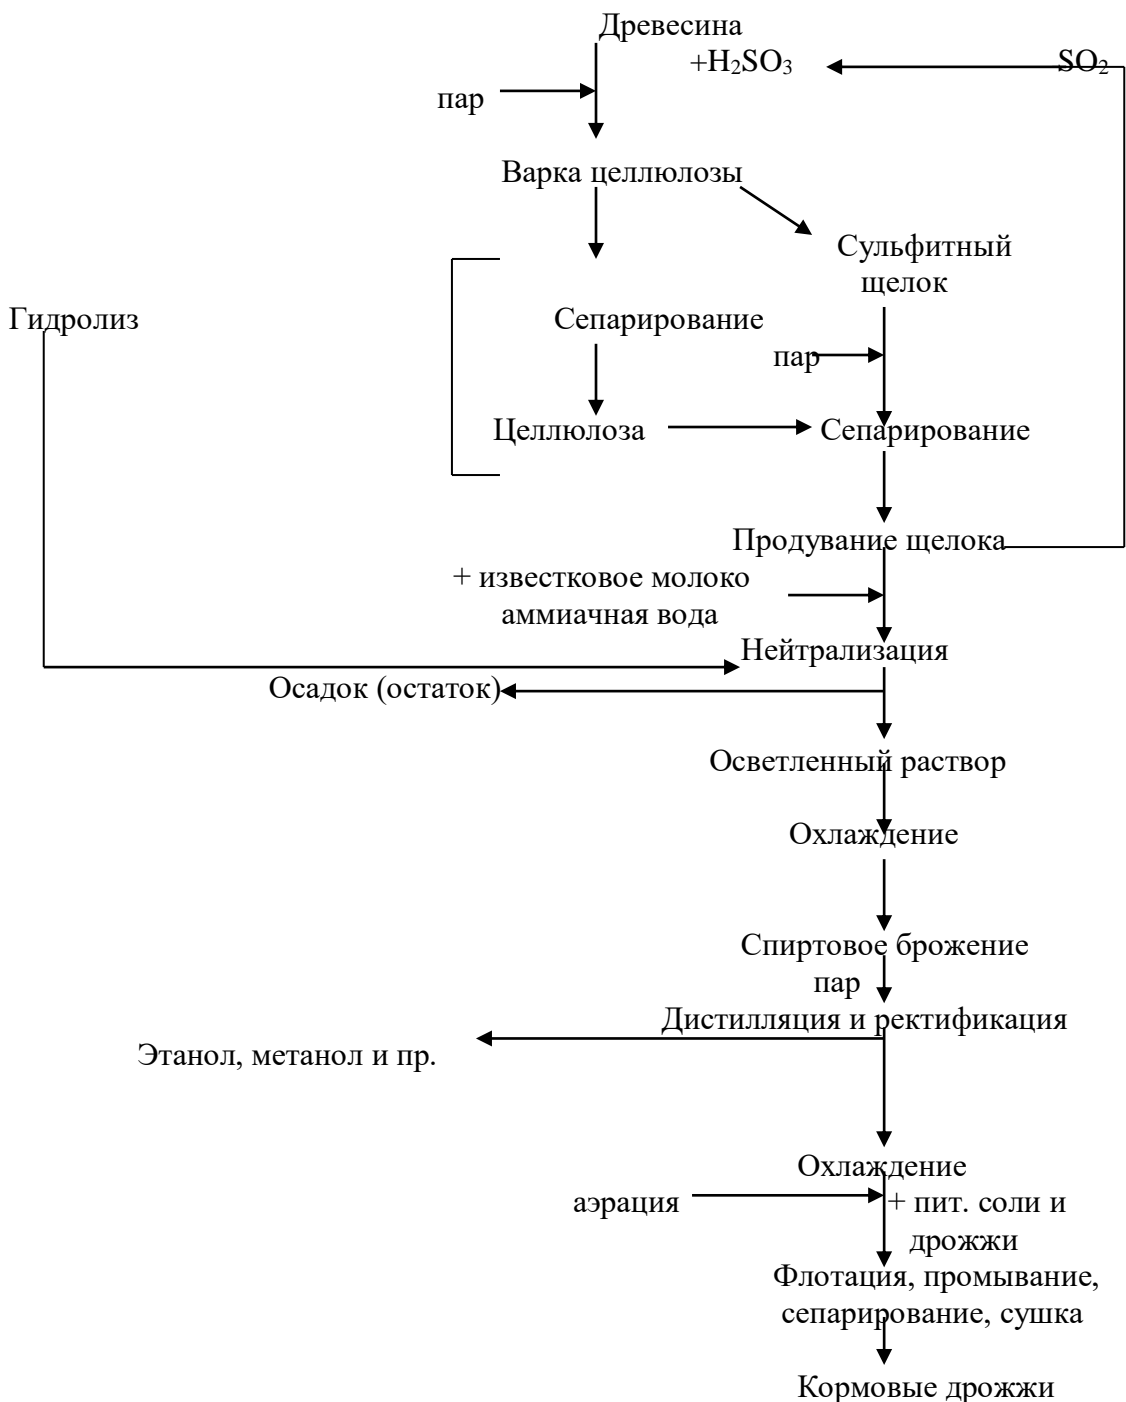 Древесина
+H₂SO₃
SO₂
пар
Варка целлюлозы
Сульфитный
щелок
Гидролиз
Сепарирование
пар
Целлюлоза
Сепарирование
Продувание щелока
+ известковое молоко
аммиачная вода
Нейтрализация
Осадок (остаток)
Осветленный раствор
Охлаждение
Спиртовое брожение
пар
Дистилляция и ректификация
Этанол, метанол и пр.
Охлаждение
аэрация
+ пит. соли и
дрожжи
Флотация, промывание,
сепарирование, сушка
Кормовые дрожжи